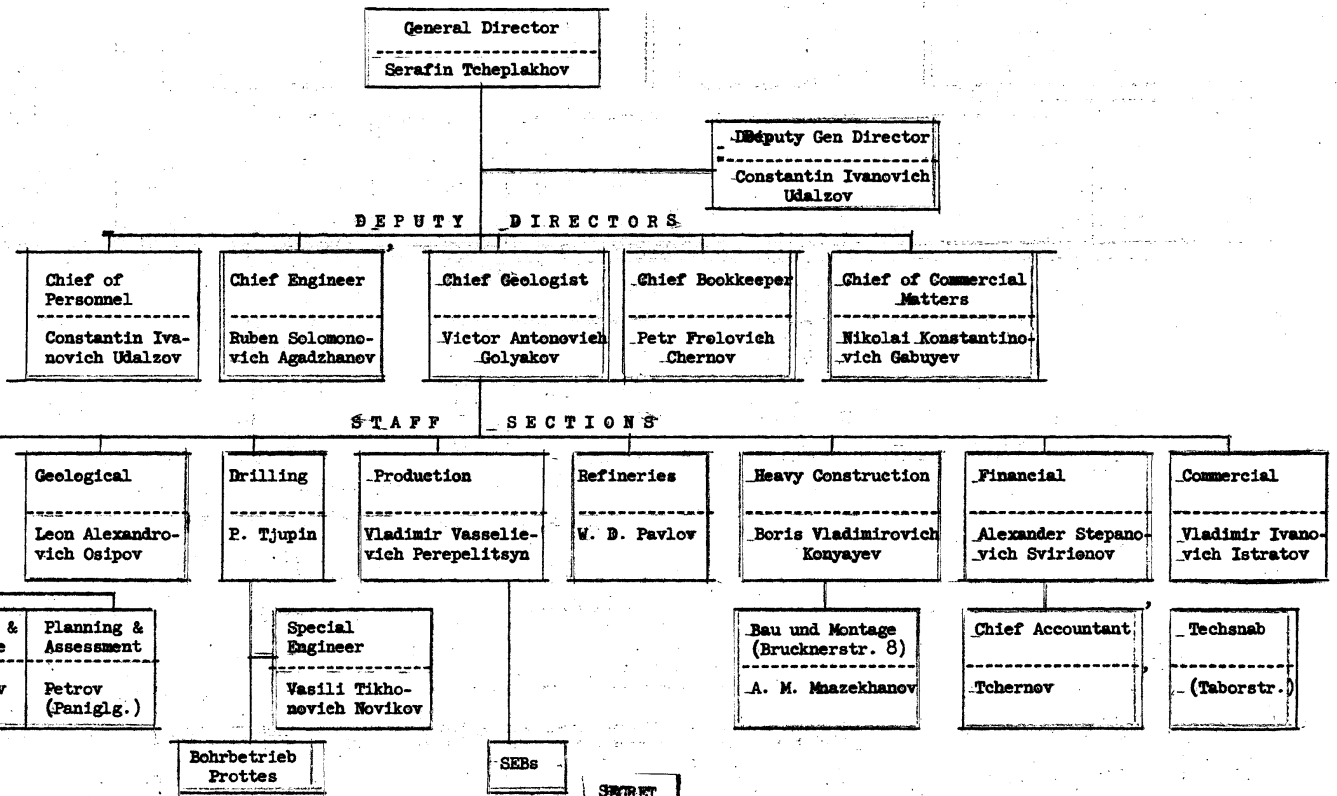 General Director
Serafin Tcheplakhov
Deputy Gen Director
Constantin Ivanovich
Udalzov
DEPUTY DIRECTORS
Chief of
Personnel
Constantin Iva-
novich Udalzov
Chief Engineer
Ruben Solomono-
vich Agadzhanov
Chief Geologist
Victor Antonovich
Golyakov
Chief Bookkeeper
Petr Frolovich
Chernov
Chief of Commercial
Matters
Nikolai Konstantino-
vich Gabuyev
STAFF SECTIONS
Geological
Leon Alexandro-
vich Osipov
Drilling
P. Tjupin
Production
Vladimir Vasselie-
vich Perepelitsyn
Refineries
W. D. Pavlov
Heavy Construction
Boris Vladimirovich
Konyayev
Financial
Alexander Stepano-
vich Svirienov
Commercial
Vladimir Ivano-
vich Istratov
&
Planning &
Assessment
Petrov
(Paniglg.)
Special
Engineer
Vasili Tikho-
novich Novikov
Bau und Montage
(Brucknerstr. 8)
A. M. Mnazekhanov
Chief Accountant
Tchernov
Techsnab
(Taborstr.)
Bohrbetrieb
Prottes
SEBs
SECRET